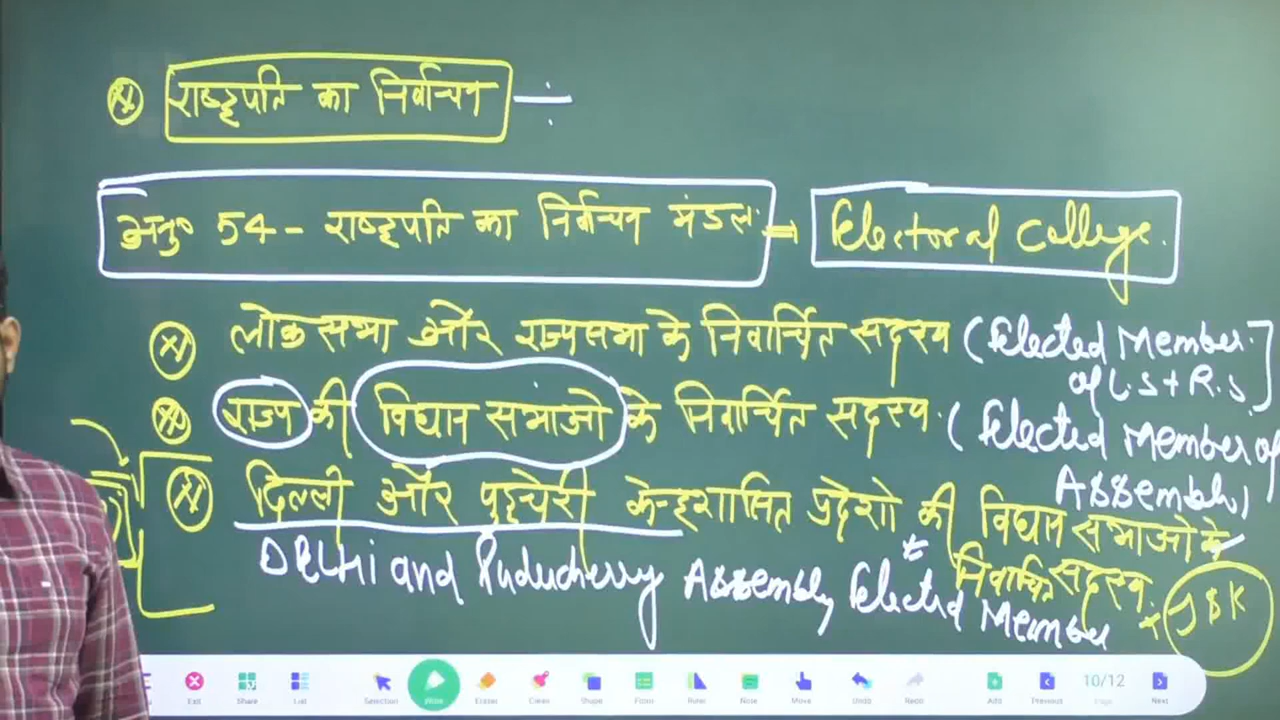 राष्ट्रपति का निर्वाचन ÷
अनु० 54 - राष्ट्रपति का निर्वाचन मंडल ⇒ Electoral College.
लोकसभा और राज्यसभा के निवार्चित सदस्य (Elected Member of L.S + R.S]
राज्य की विधान सभाओ के निवार्चित सदस्य. (Elected Member of Assembly)
दिल्ली और पुदुचेरी केन्द्रशासित प्रदेशो की विधान सभाओ के निवार्चित सदस्य.
Delhi and Puducherry Assembly Elected Member
J & K
Exit Share List Selection Eraser Clear Shape Form Ruler Note Move Undo Redo Add Previous 10/12 Page Next